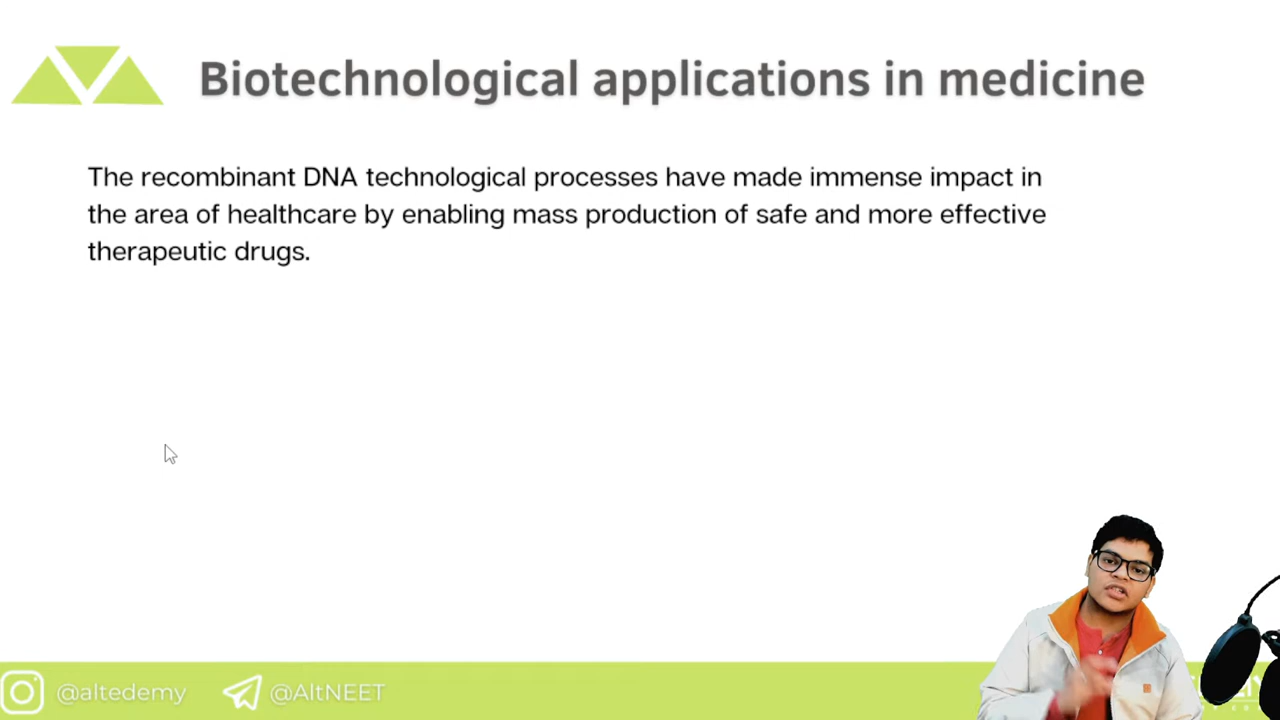 Biotechnological applications in medicine
The recombinant DNA technological processes have made immense impact in
the area of healthcare by enabling mass production of safe and more effective
therapeutic drugs.
@altedemy @AltNEET